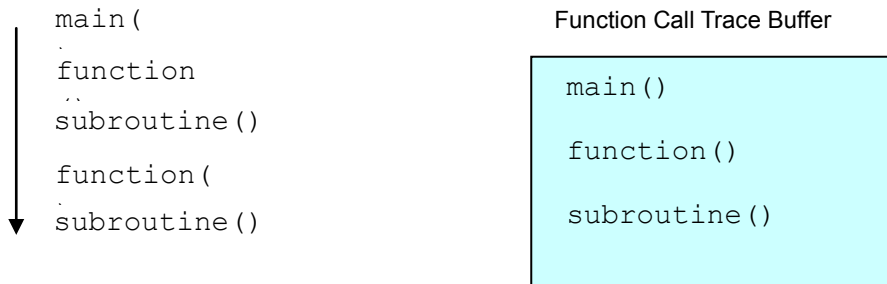 main(
function
subroutine()
function(
subroutine()
Function Call Trace Buffer
main()
function()
subroutine()